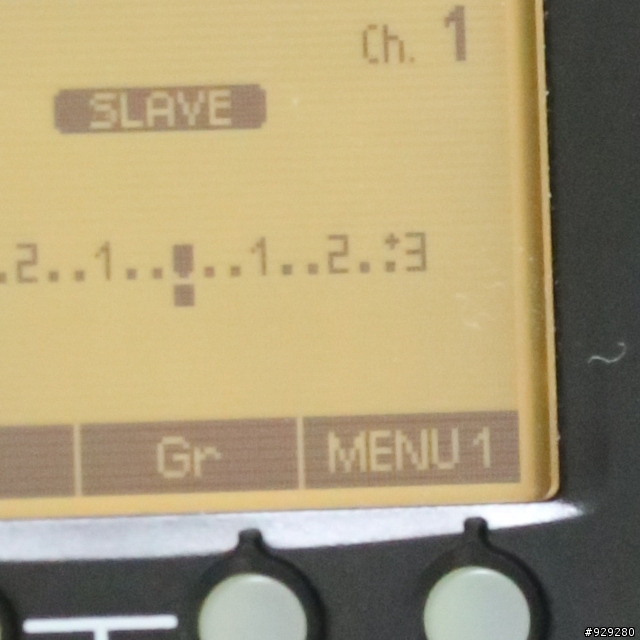 Ch. 1
SLAVE
.2..1..!..1..2.:+3
Gr
MENU 1
#929280